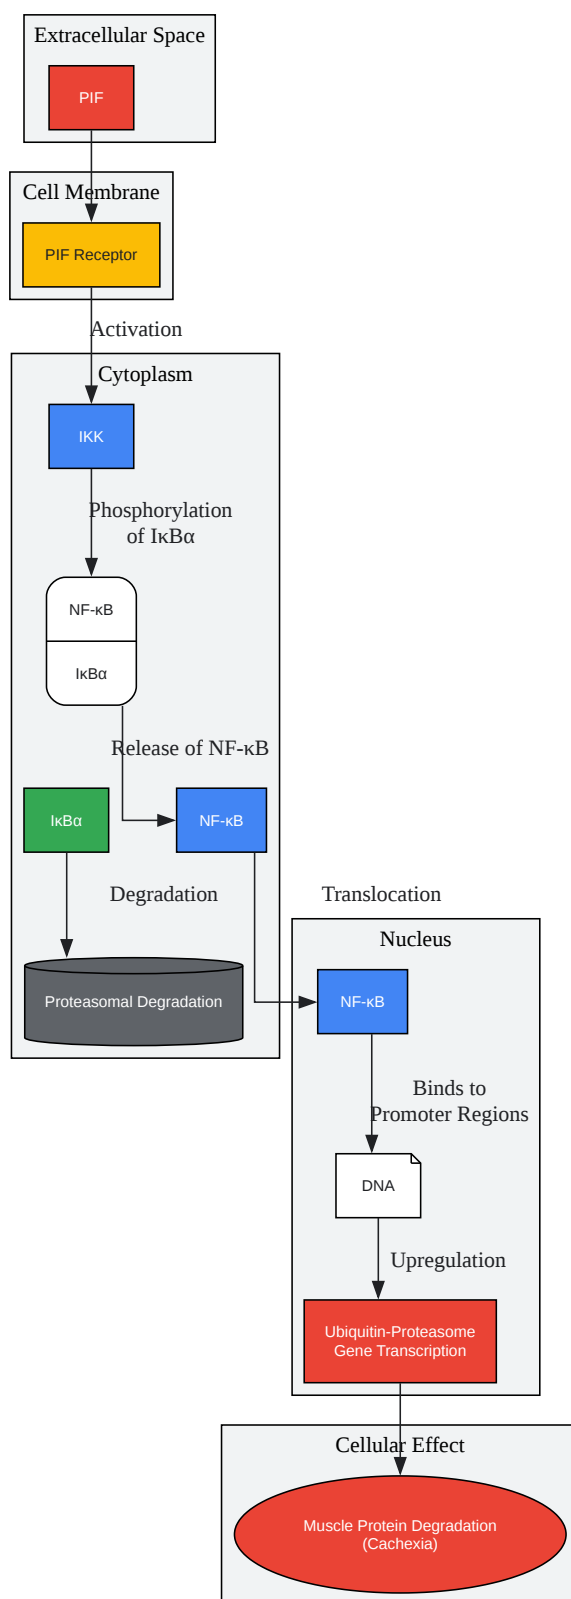 Extracellular Space
PIF
Cell Membrane
PIF Receptor
Activation
Cytoplasm
IKK
Phosphorylation
of IκBα
NF-κB
IκBα
Release of NF-κB
IκBα
NF-κB
Degradation
Translocation
Nucleus
Proteasomal Degradation
NF-κB
Binds to
Promoter Regions
DNA
Upregulation
Ubiquitin-Proteasome
Gene Transcription
Cellular Effect
Muscle Protein Degradation
(Cachexia)